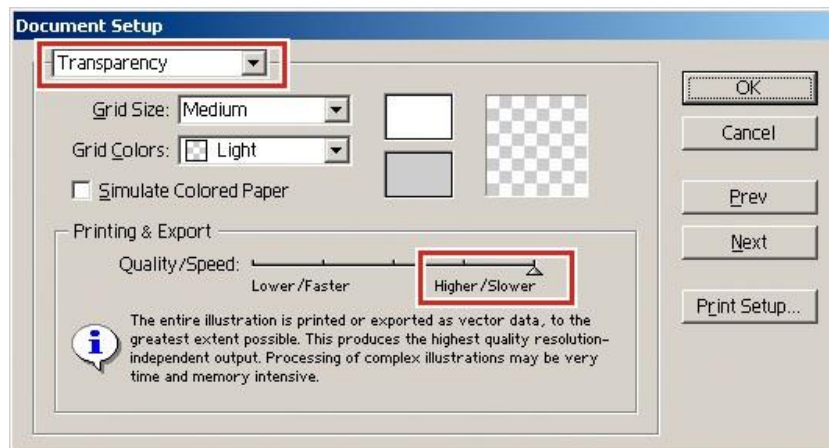 Document Setup
Transparency
OK
Grid Size: Medium
Cancel
Grid Colors: Light
Simulate Colored Paper
Prev
Printing & Export
Next
Quality/Speed:
Lower/Faster
Higher/Slower
Print Setup...
The entire illustration is printed or exported as vector data, to the
greatest extent possible. This produces the highest quality resolution-
independent output. Processing of complex illustrations may be very
time and memory intensive.